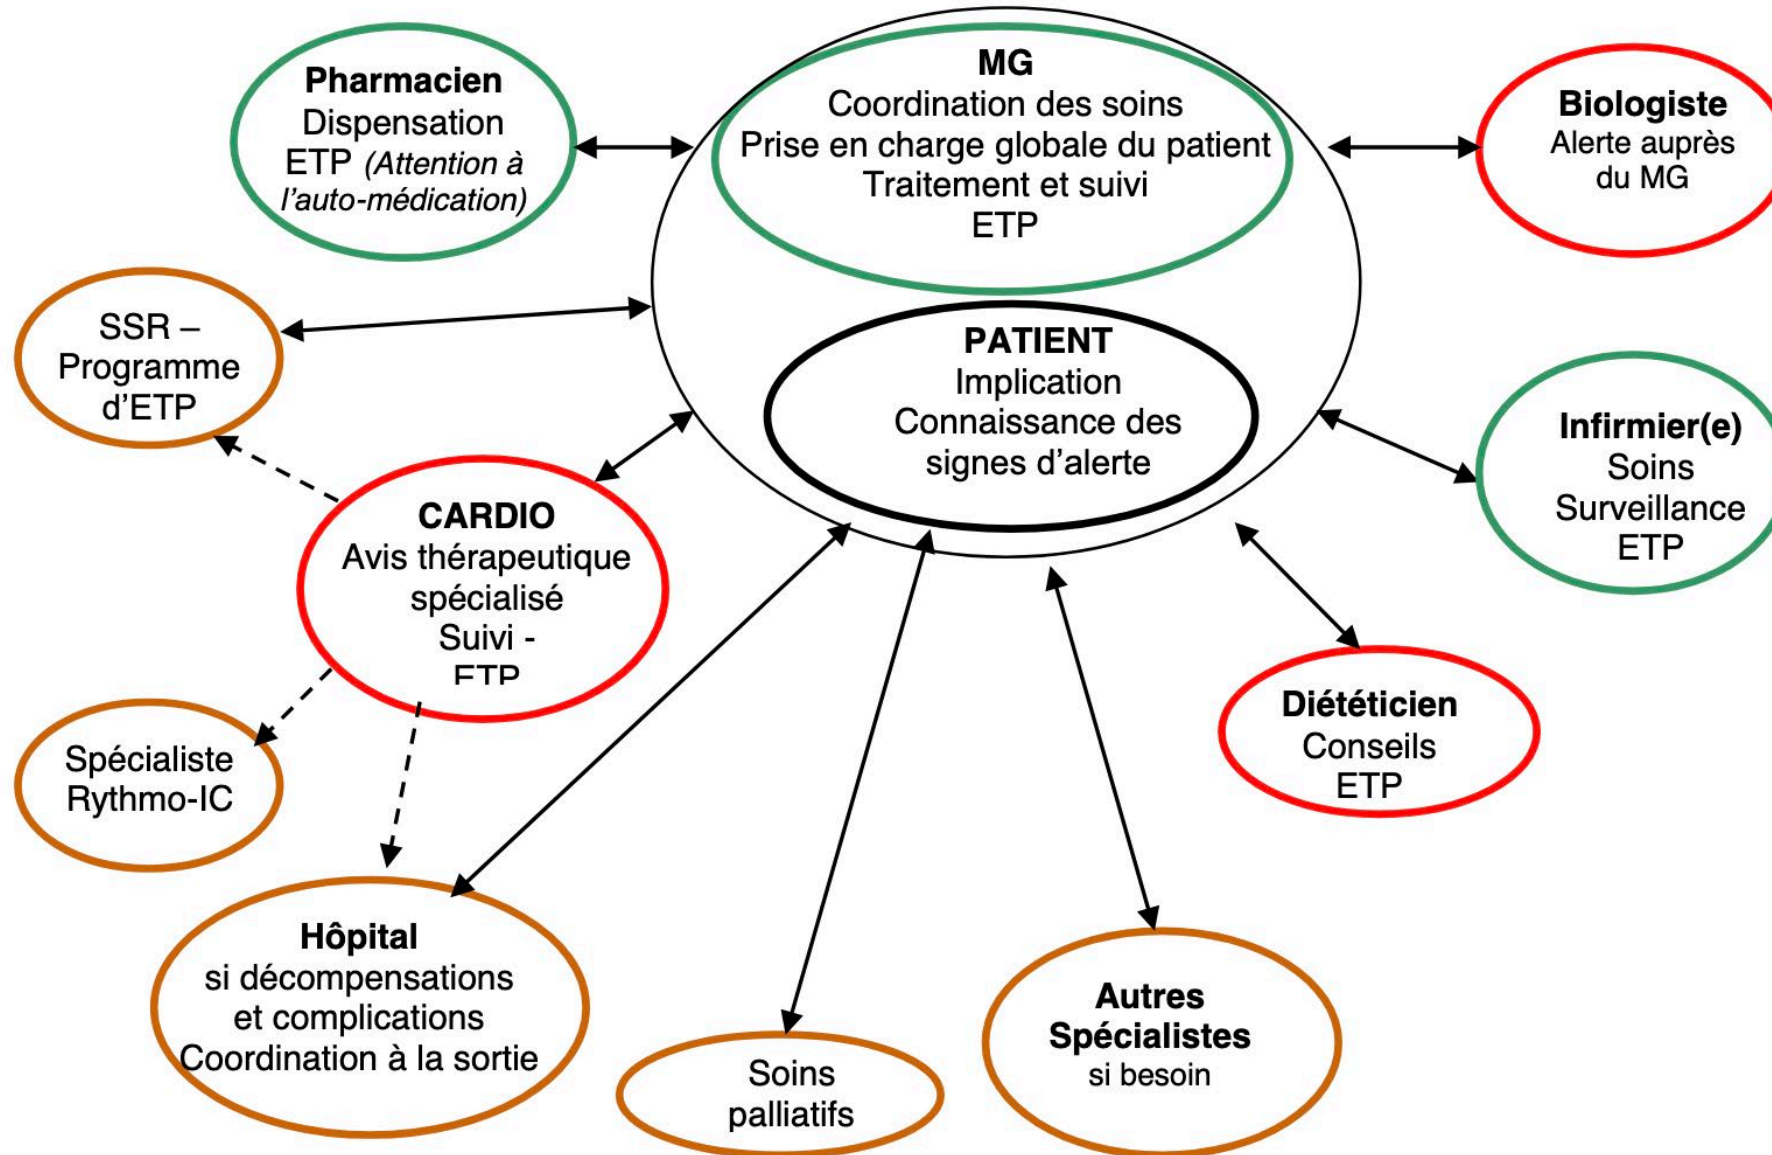 Pharmacien
Dispensation
ETP (Attention à
l'auto-médication)
MG
Coordination des soins
Prise en charge globale du patient
Traitement et suivi
ETP
Biologiste
Alerte auprès
du MG
SSR –
Programme
d'ETP
PATIENT
Implication
Connaissance des
signes d'alerte
Infirmier(e)
Soins
Surveillance
ETP
CARDIO
Avis thérapeutique
spécialisé
Suivi -
ETP
Diététicien
Conseils
ETP
Spécialiste
Rythmo-IC
Hôpital
si décompensations
et complications
Coordination à la sortie
Soins
palliatifs
Autres
Spécialistes
si besoin